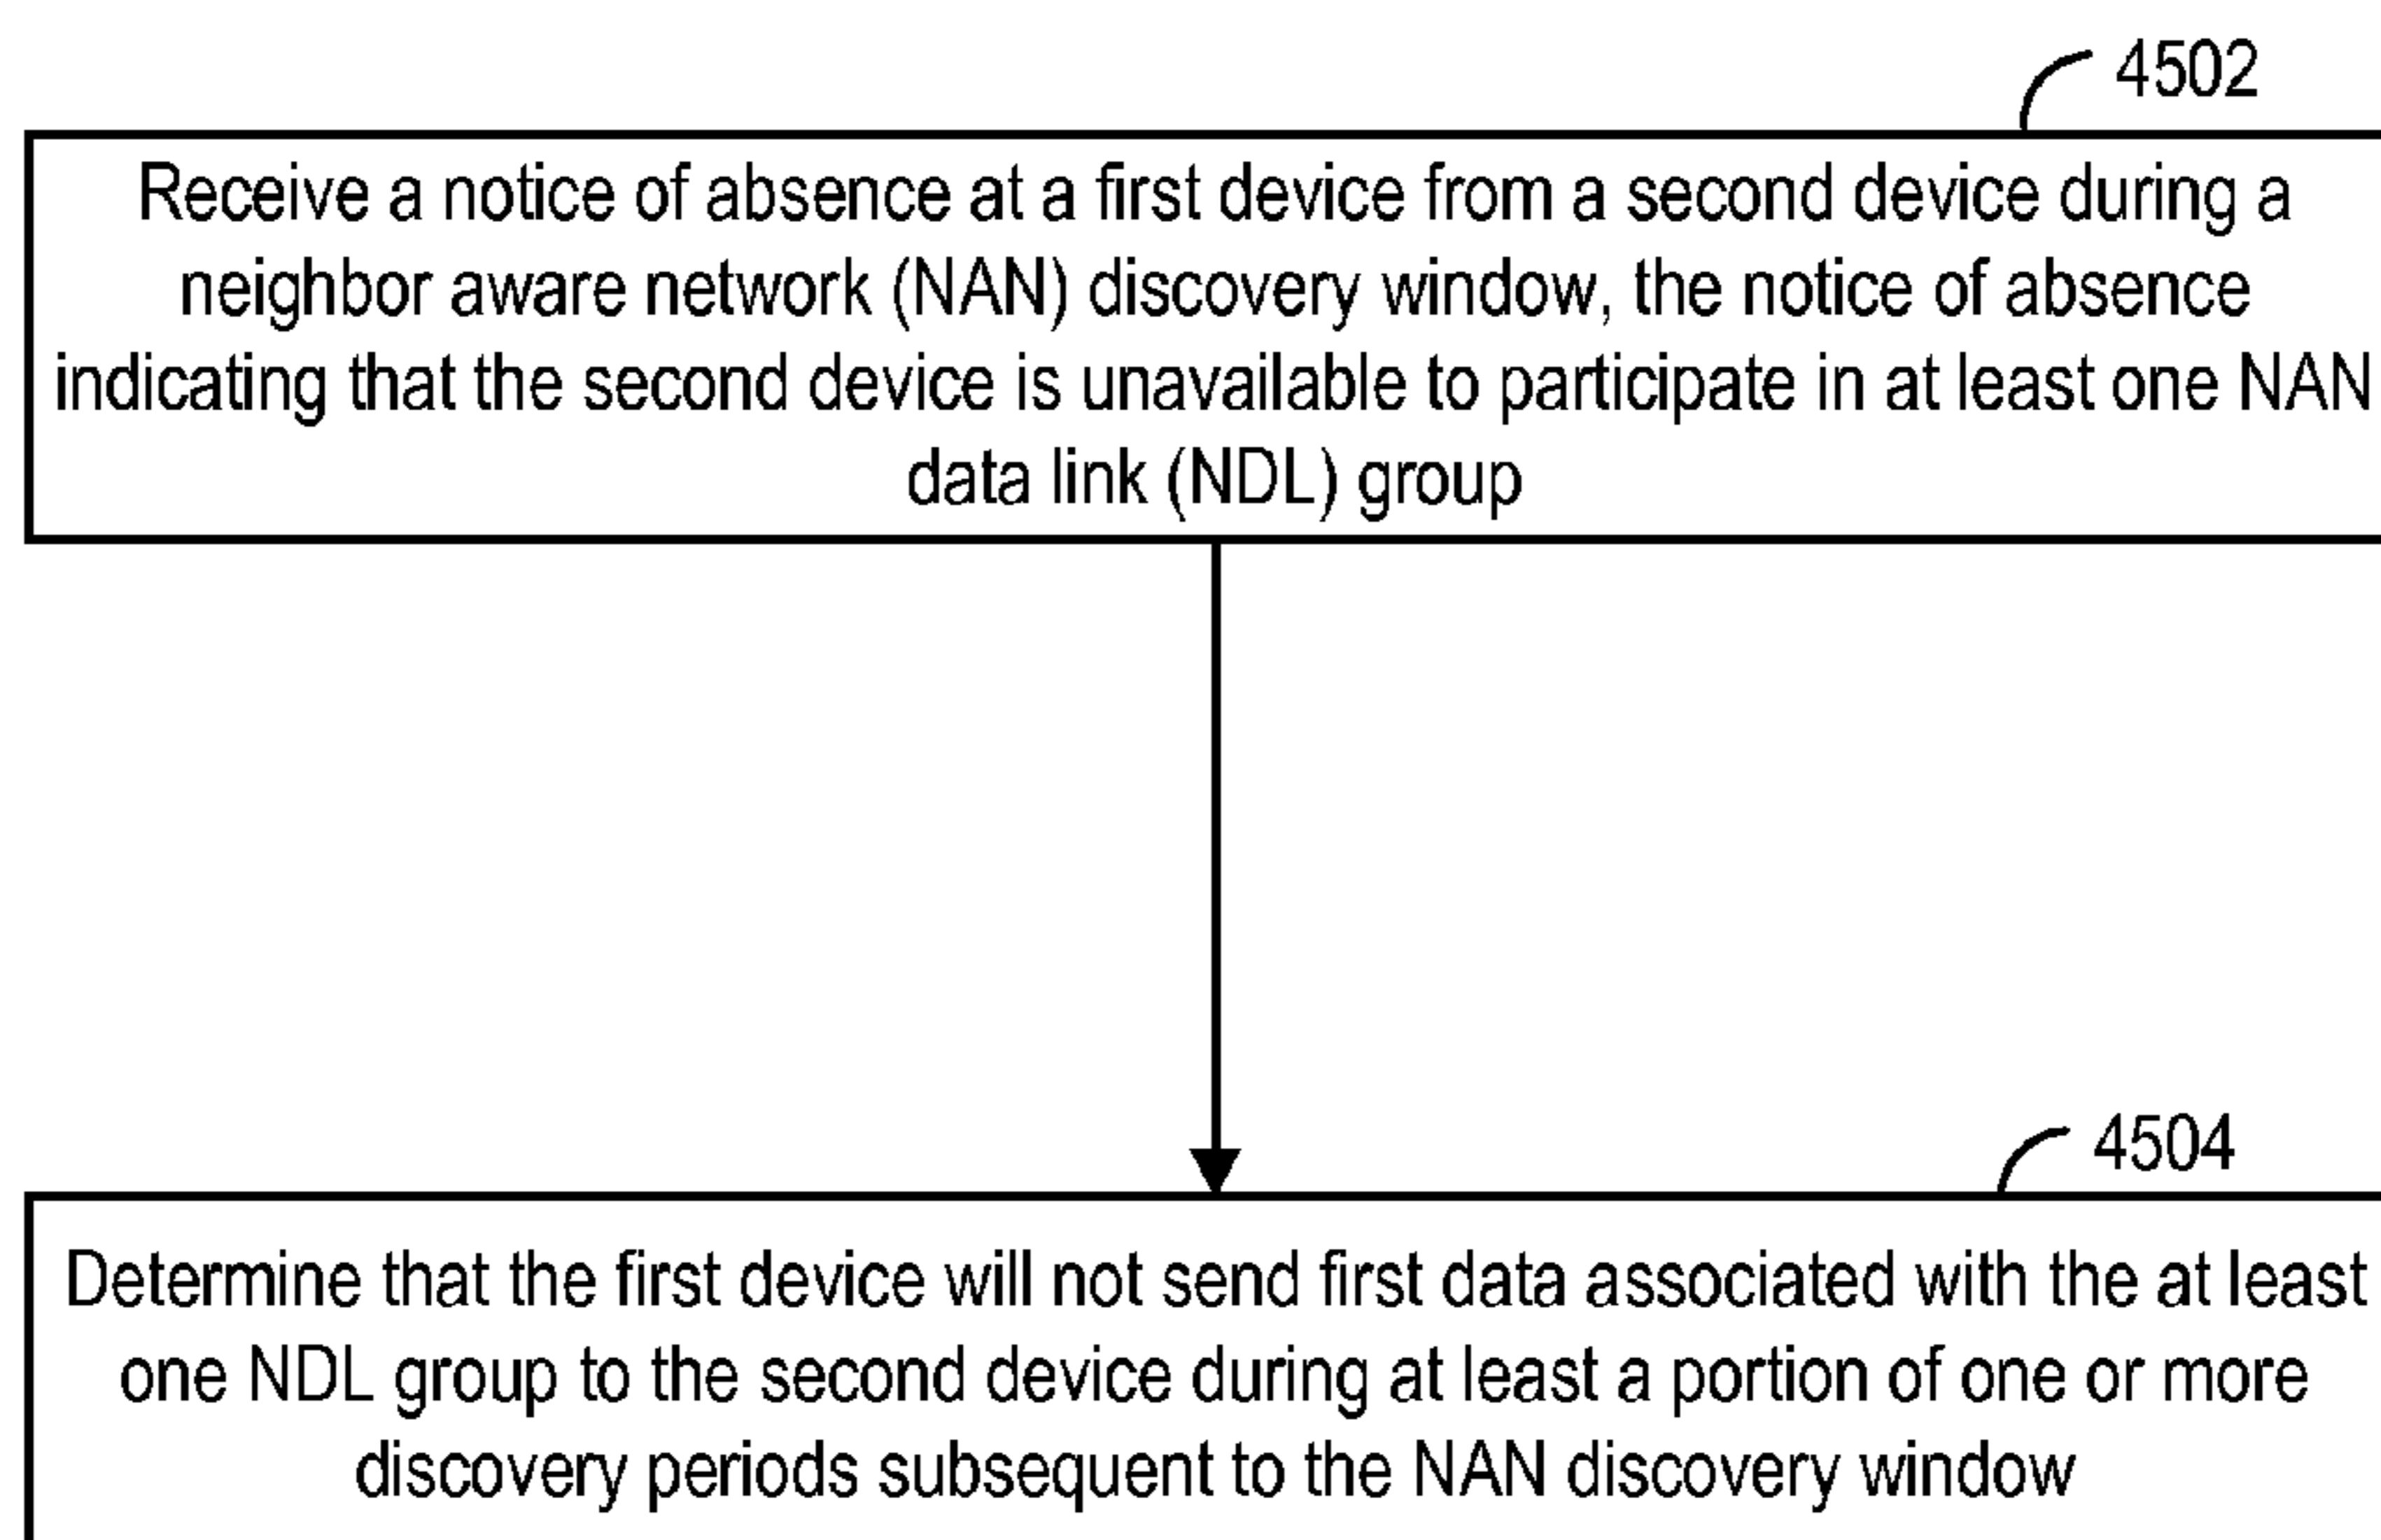 4502
Receive a notice of absence at a first device from a second device during a
neighbor aware network (NAN) discovery window, the notice of absence
indicating that the second device is unavailable to participate in at least one NAN
data link (NDL) group
4504
Determine that the first device will not send first data associated with the at least
one NDL group to the second device during at least a portion of one or more
discovery periods subsequent to the NAN discovery window